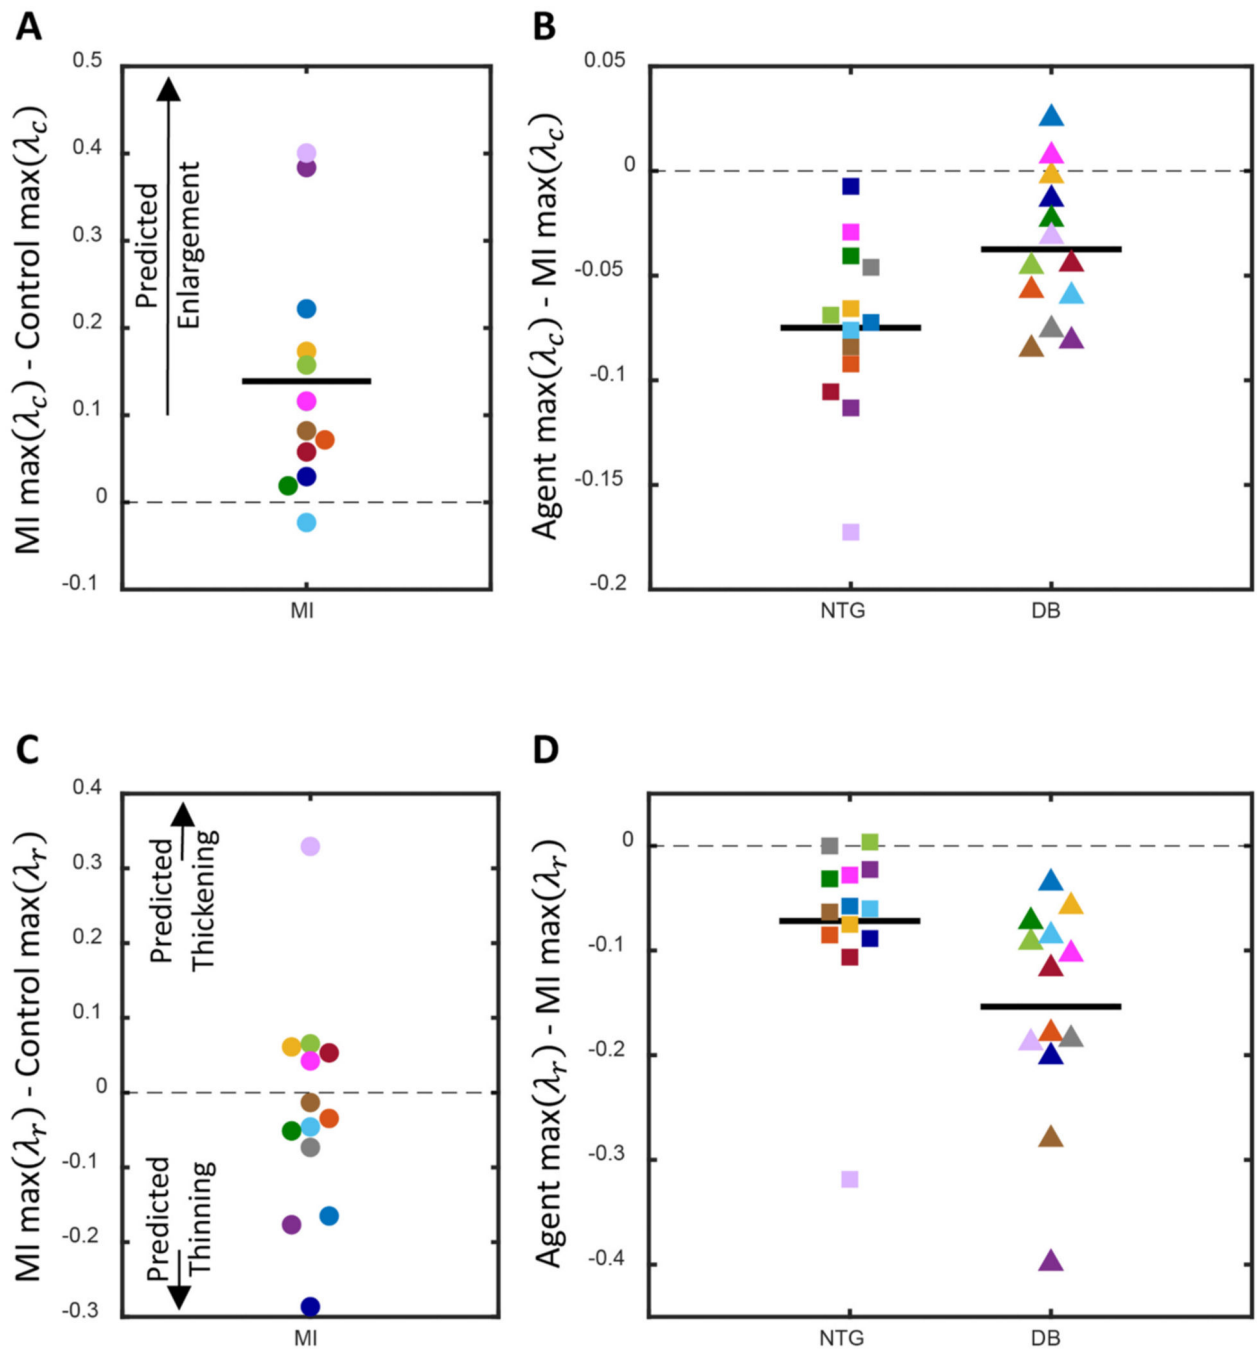 A
MI max(λc) - Control max(λc)
0.5
0.4
0.3
0.2
0.1
0
-0.1
Predicted
Enlargement
MI
B
Agent max(λc) - MI max(λc)
0.05
0
-0.05
-0.1
-0.15
-0.2
NTG
DB
C
MI max(λr) - Control max(λr)
0.4
0.3
0.2
0.1
0
-0.1
-0.2
-0.3
Predicted
Thickening
Predicted
Thinning
MI
D
Agent max(λr) - MI max(λr)
0
-0.1
-0.2
-0.3
-0.4
NTG
DB